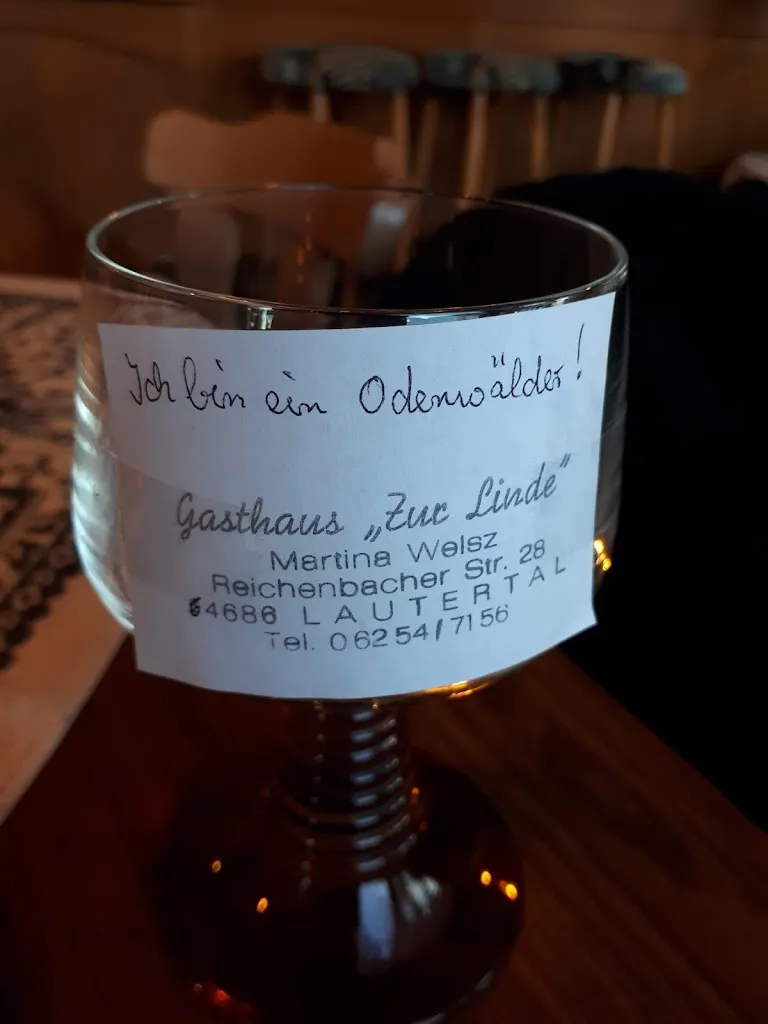 Ich bin ein Odenwälder!
Gasthaus „Zur Linde"
Martina Welsz
Reichenbacher Str. 28
64686 LAUTERTAL
Tel. 06254/7156